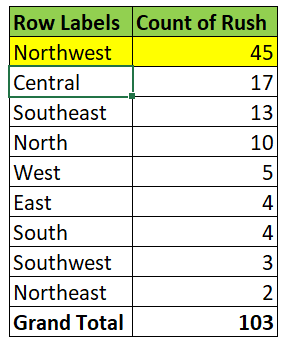 Row Labels Count of Rush
Northwest 45
Central 17
Southeast 13
North 10
West 5
East 4
South 4
Southwest 3
Northeast 2
Grand Total 103